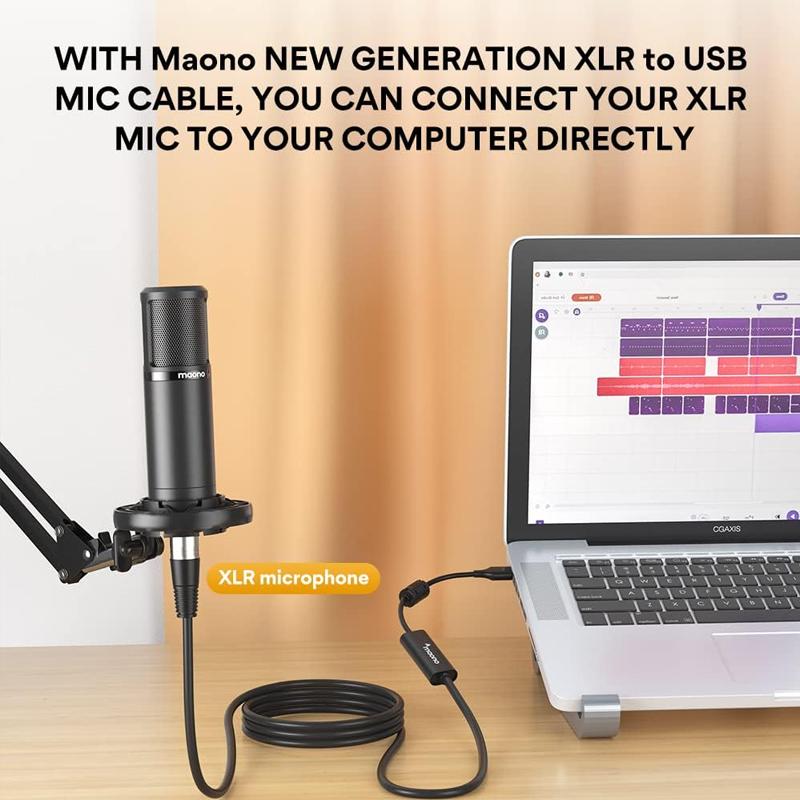 WITH Maono NEW GENERATION XLR to USB
MIC CABLE, YOU CAN CONNECT YOUR XLR
MIC TO YOUR COMPUTER DIRECTLY
maono
XLR microphone
maono
CGAXIS